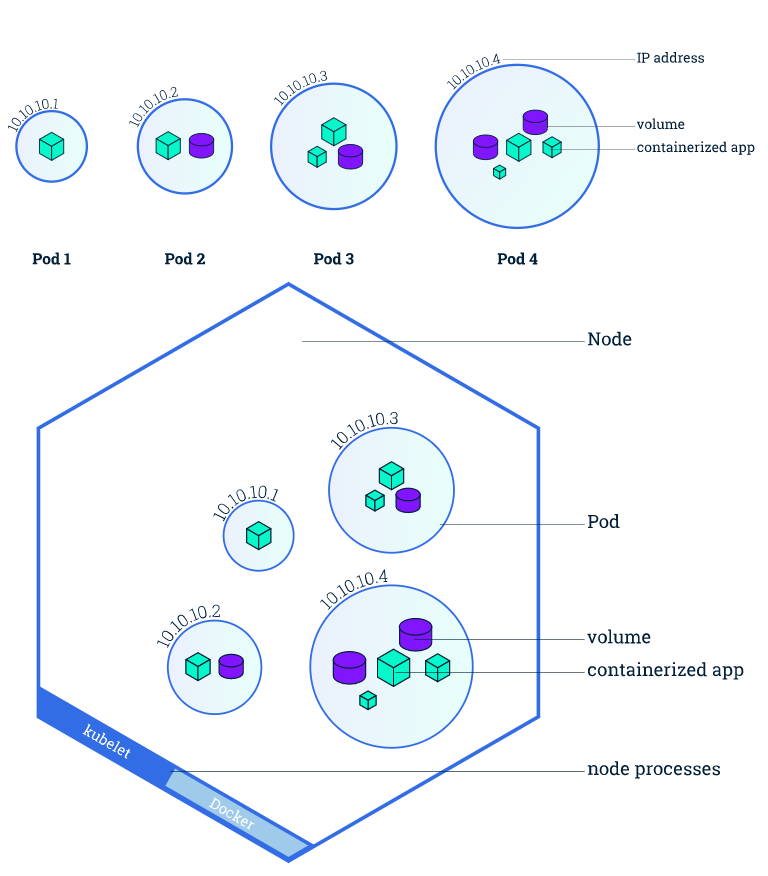 10.10.10.1
10.10.10.2
10.10.10.3
10.10.10.4
IP address
volume
containerized app
Pod 1
Pod 2
Pod 3
Pod 4
Node
10.10.10.3
10.10.10.1
Pod
10.10.10.4
10.10.10.2
volume
containerized app
kubelet
node processes
Docker